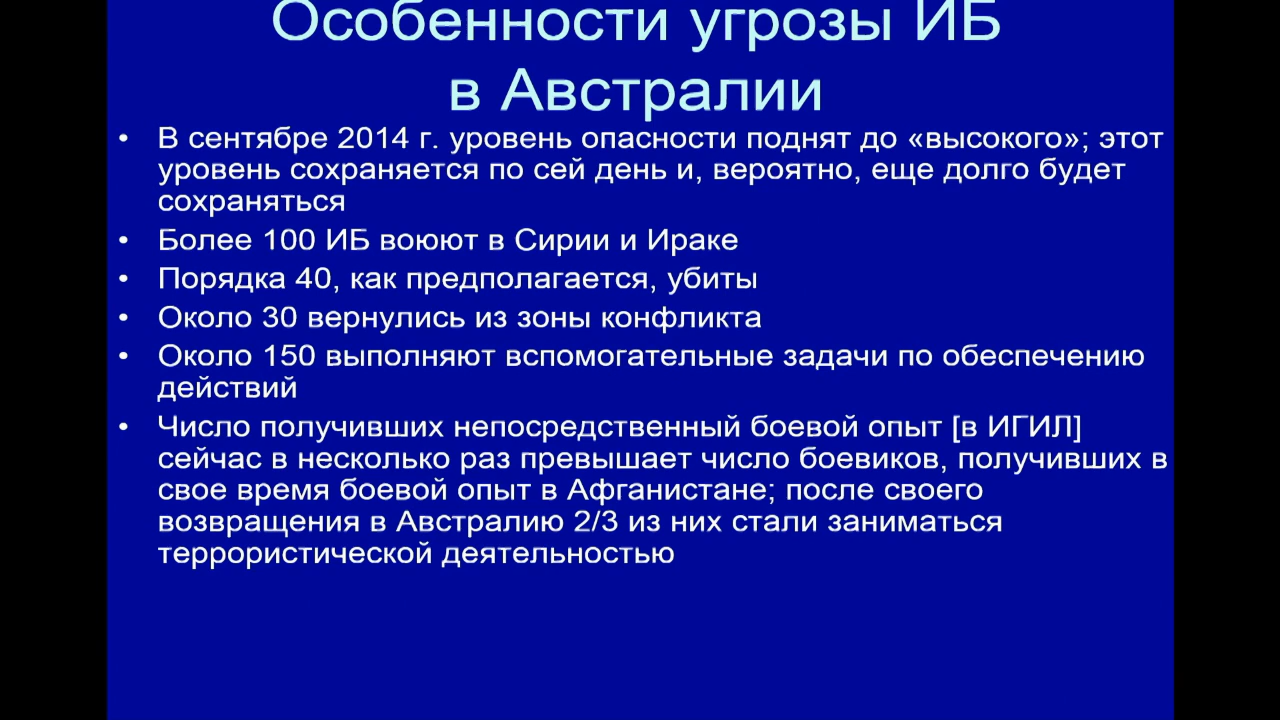 Особенности угрозы ИБ
в Австралии
• В сентябре 2014 г. уровень опасности поднят до «высокого»; этот
уровень сохраняется по сей день и, вероятно, еще долго будет
сохраняться
• Более 100 ИБ воюют в Сирии и Ираке
• Порядка 40, как предполагается, убиты
• Около 30 вернулись из зоны конфликта
• Около 150 выполняют вспомогательные задачи по обеспечению
действий
• Число получивших непосредственный боевой опыт [в ИГИЛ]
сейчас в несколько раз превышает число боевиков, получивших в
свое время боевой опыт в Афганистане; после своего
возвращения в Австралию 2/3 из них стали заниматься
террористической деятельностью